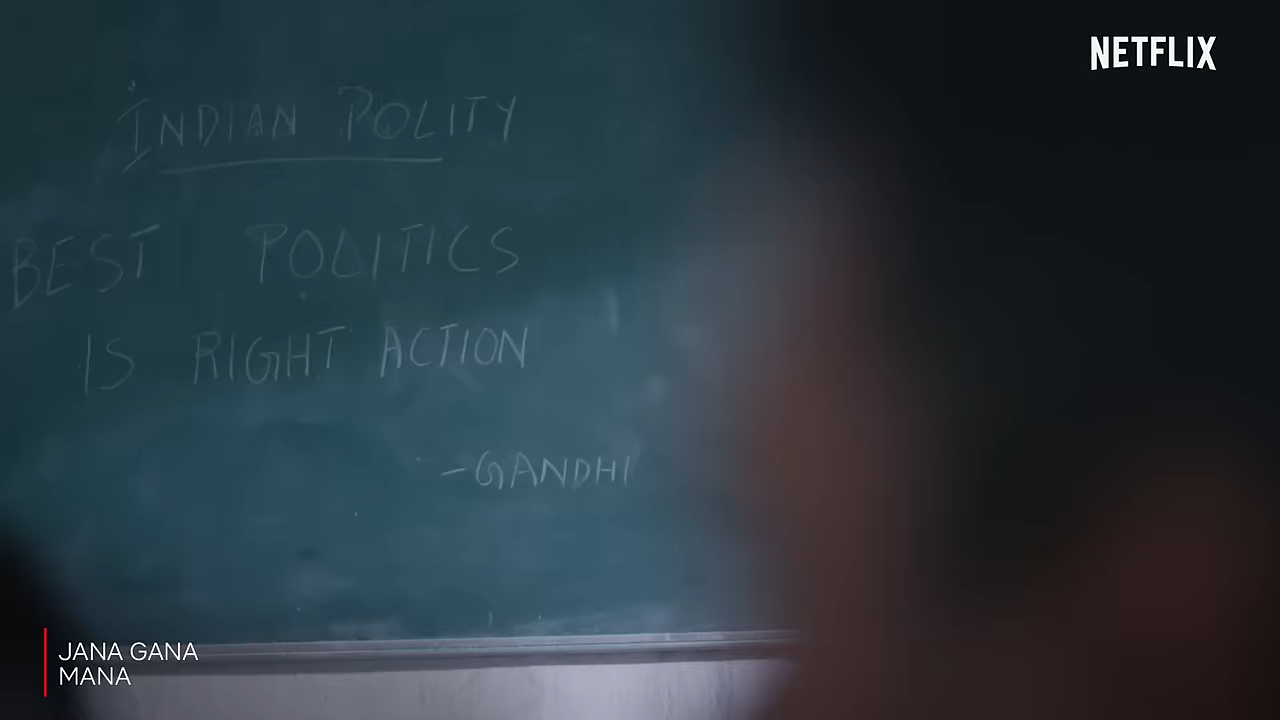 NETFLIX
INDIAN POLITY
BEST POLITICS
IS RIGHT ACTION
-GANDHI
JANA GANA
MANA